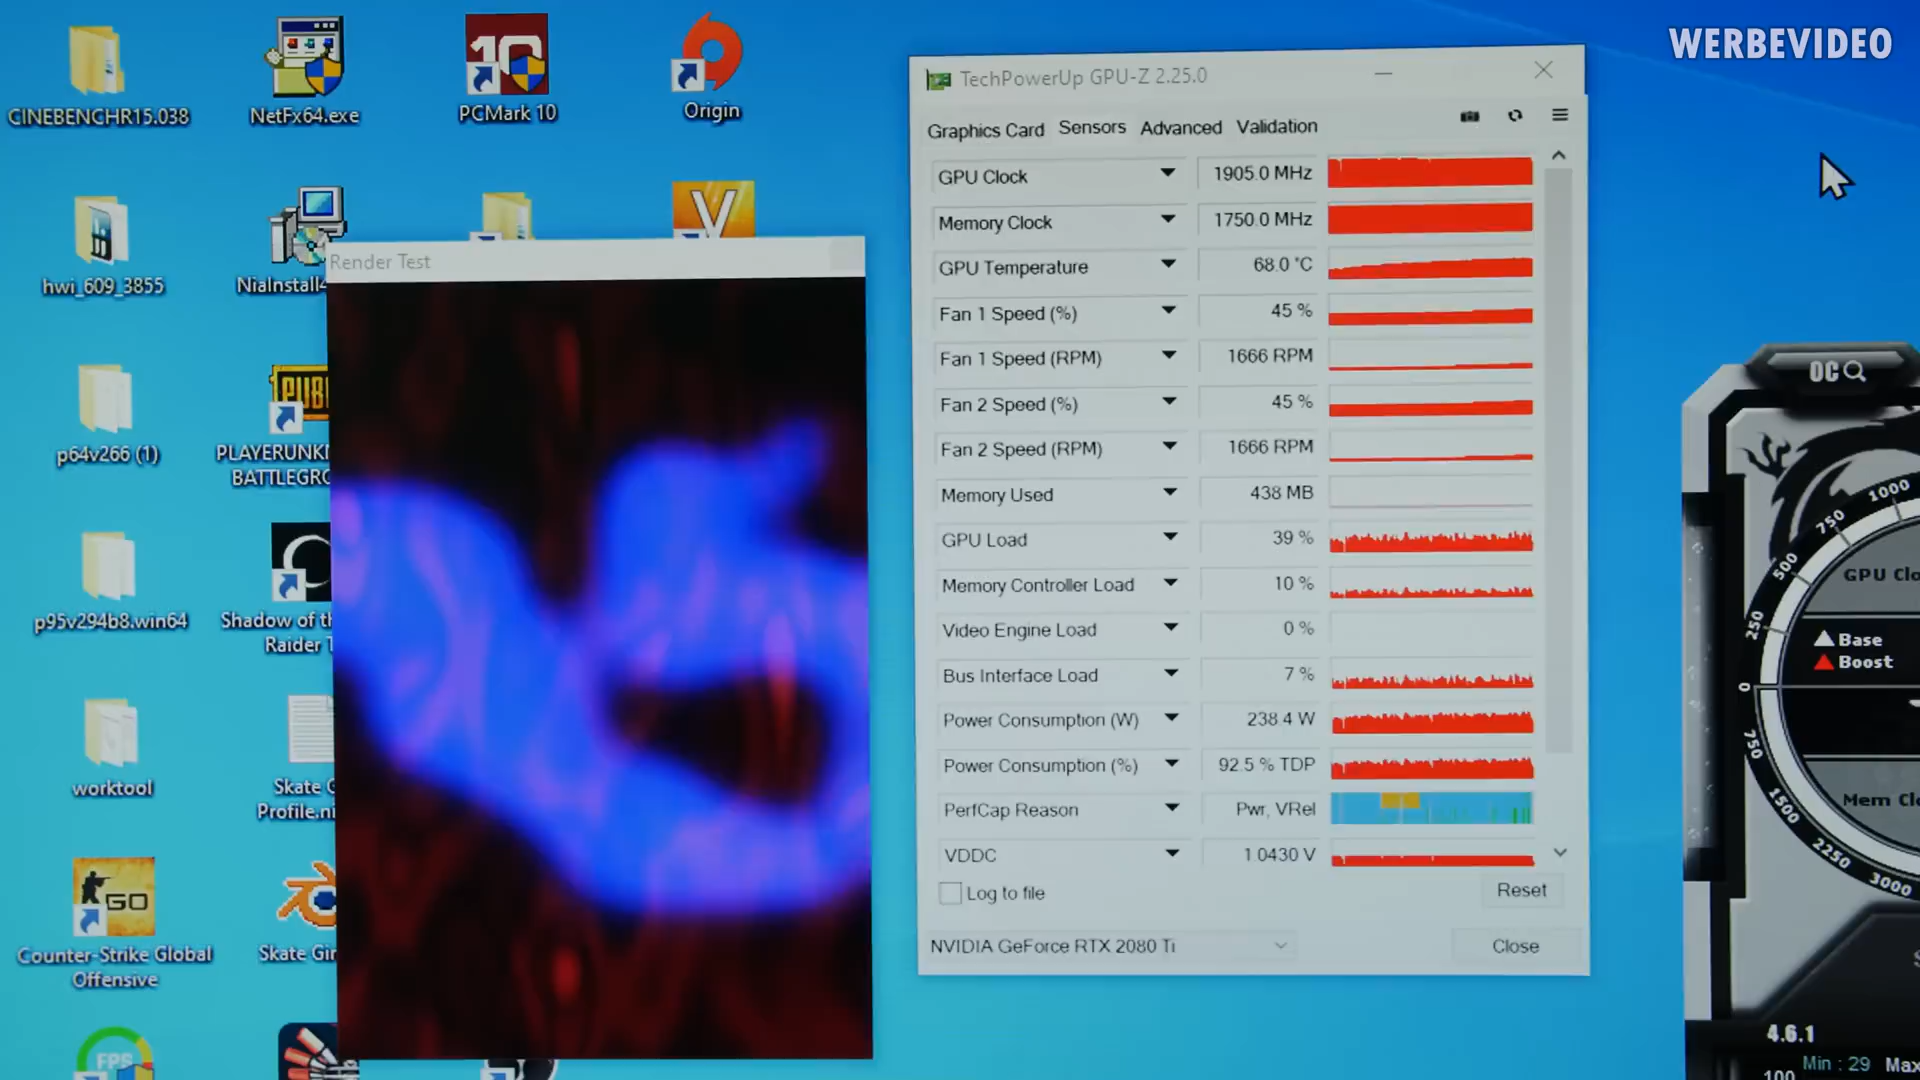 WERBEVIDEO
CINEBENCHR15.038
NetFx64.exe
PCMark 10
Origin
hwi_609_3855
p64v266 (1)
PLAYERUNK
BATTLEGR
PUB
p95v294b8.win64
Shadow of th
Raider
worktool
Skate
Profile.ni
GO
Counter-Strike Global
Offensive
Skate Gir
FPS
Render Test
TechPowerUp GPU-Z 2.25.0
Graphics Card Sensors Advanced Validation
GPU Clock 1905.0 MHz
Memory Clock 1750.0 MHz
GPU Temperature 68.0 °C
Fan 1 Speed (%) 45 %
Fan 1 Speed (RPM) 1666 RPM
Fan 2 Speed (%) 45 %
Fan 2 Speed (RPM) 1666 RPM
Memory Used 438 MB
GPU Load 39 %
Memory Controller Load 10 %
Video Engine Load 0 %
Bus Interface Load 7 %
Power Consumption (W) 238.4 W
Power Consumption (%) 92.5 % TDP
PerfCap Reason Pwr, VRel
VDDC 1.0430 V
Log to file
Reset
NVIDIA GeForce RTX 2080 Ti
Close
OC
1000
750
500
250
0
GPU Clo
Base
Boost
750
1500
2250
3000
Mem Clo
4.6.1
100
Min : 29 Max